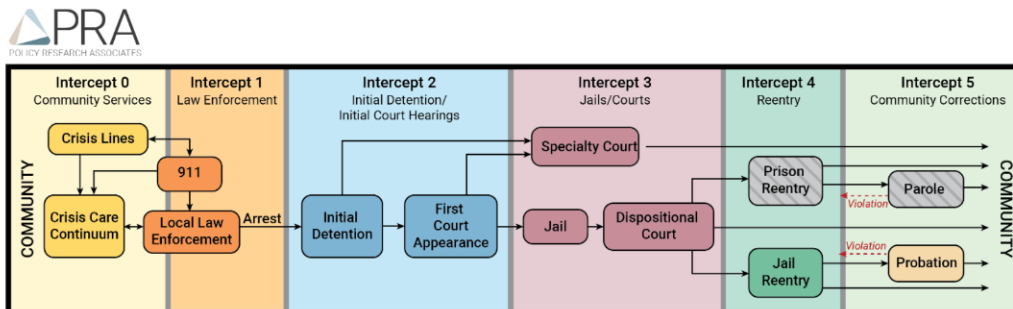 PRA
POLICY RESEARCH ASSOCIATES
Intercept 0
Community Services
Intercept 1
Law Enforcement
Intercept 2
Initial Detention/
Initial Court Hearings
Intercept 3
Jails/Courts
Intercept 4
Reentry
Intercept 5
Community Corrections
COMMUNITY
Crisis Lines
911
Crisis Care
Continuum
Local Law
Enforcement
Arrest
Initial
Detention
First
Court
Appearance
Specialty Court
Jail
Dispositional
Court
Prison
Reentry
Violation
Parole
Jail
Reentry
Violation
Probation
COMMUNITY